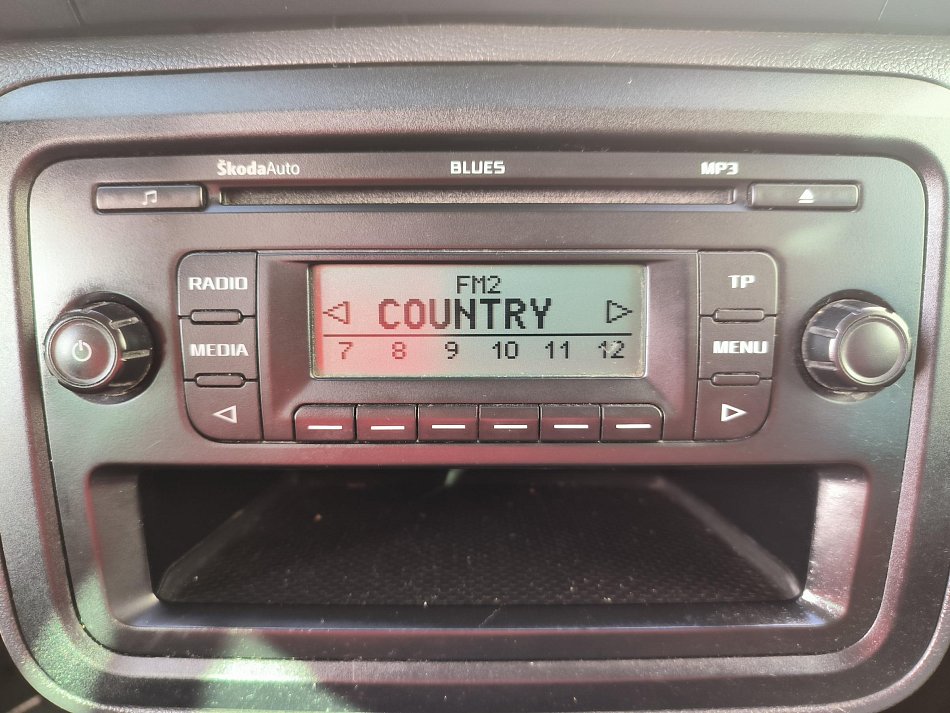 ŠkodaAuto BLUES MP3
RADIO
MEDIA
FM2
COUNTRY
7 8 9 10 11 12
TP
MENU